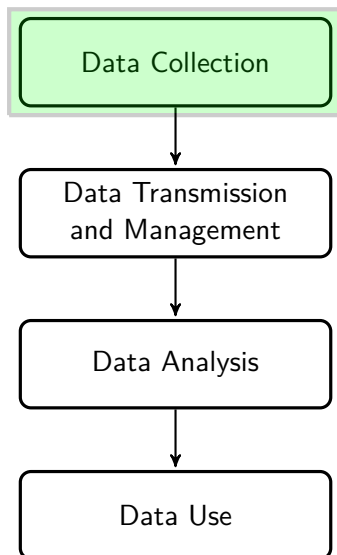 Data Collection
Data Transmission
and Management
Data Analysis
Data Use